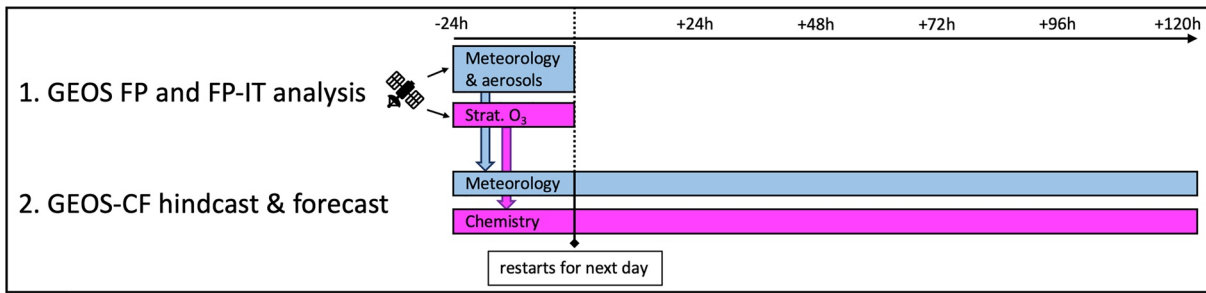 -24h +24h +48h +72h +96h +120h
Meteorology
& aerosols
1. GEOS FP and FP-IT analysis
Strat. O₃
Meteorology
2. GEOS-CF hindcast & forecast
Chemistry
restarts for next day